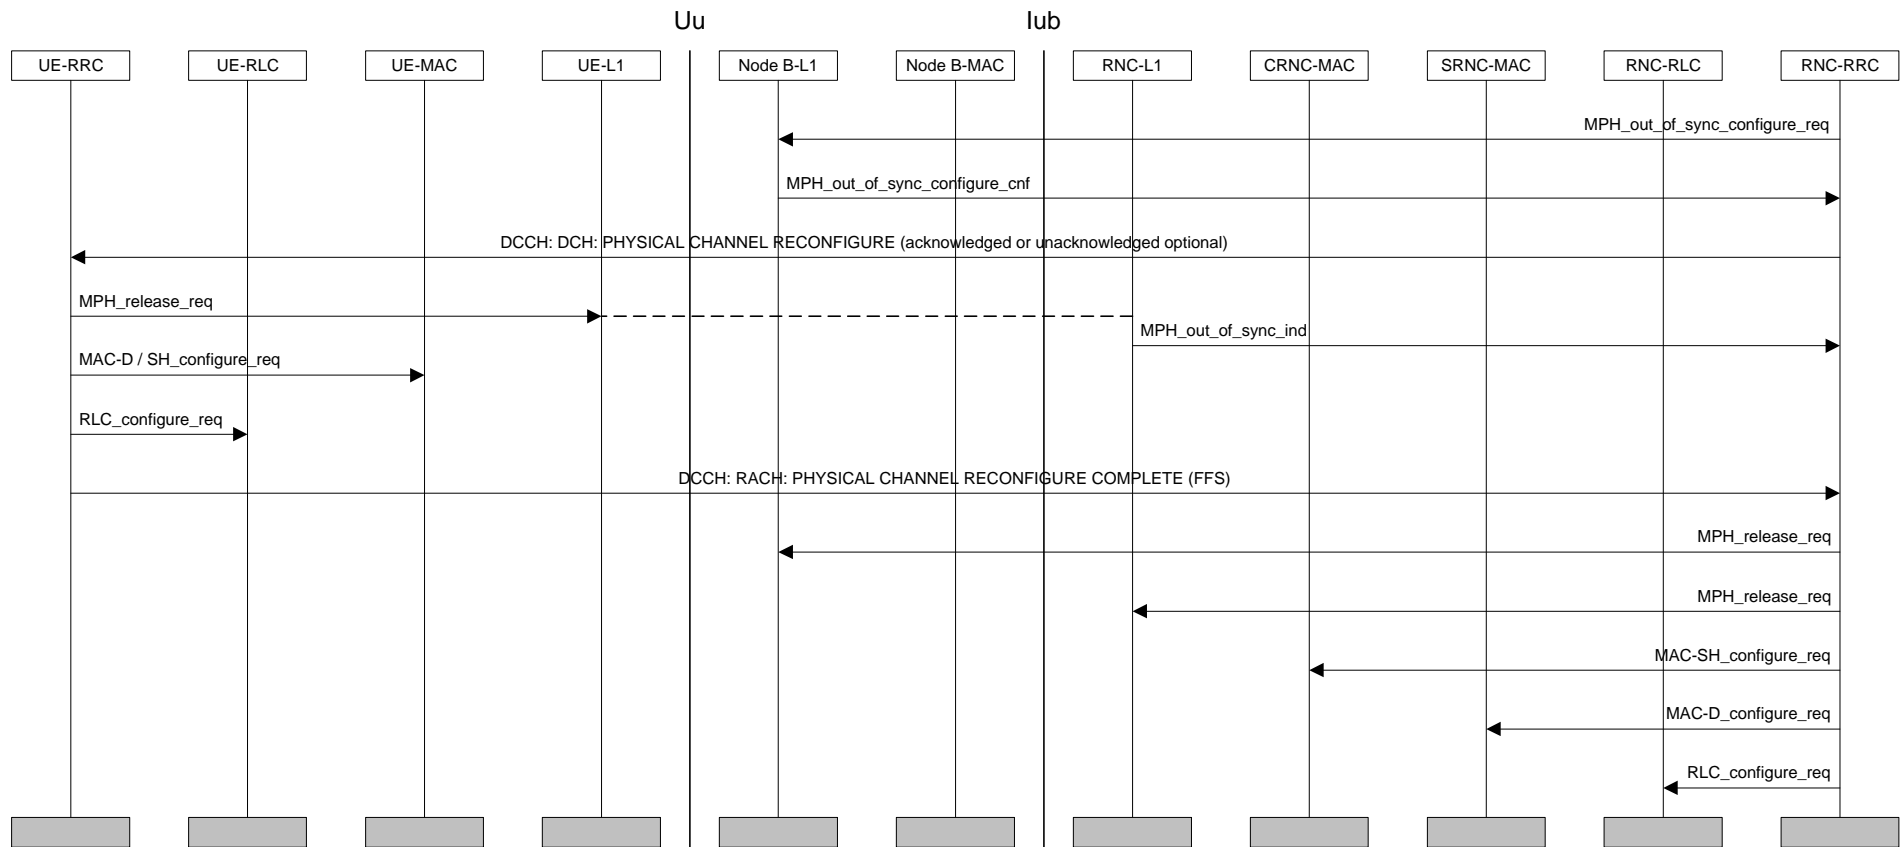 Uu
Iub
UE-RRC
UE-RLC
UE-MAC
UE-L1
Node B-L1
Node B-MAC
RNC-L1
CRNC-MAC
SRNC-MAC
RNC-RLC
RNC-RRC
MPH_out_of_sync_configure_req
MPH_out_of_sync_configure_cnf
DCCH: DCH: PHYSICAL CHANNEL RECONFIGURE (acknowledged or unacknowledged optional)
MPH_release_req
MPH_out_of_sync_ind
MAC-D / SH_configure_req
RLC_configure_req
DCCH: RACH: PHYSICAL CHANNEL RECONFIGURE COMPLETE (FFS)
MPH_release_req
MPH_release_req
MAC-SH_configure_req
MAC-D_configure_req
RLC_configure_req